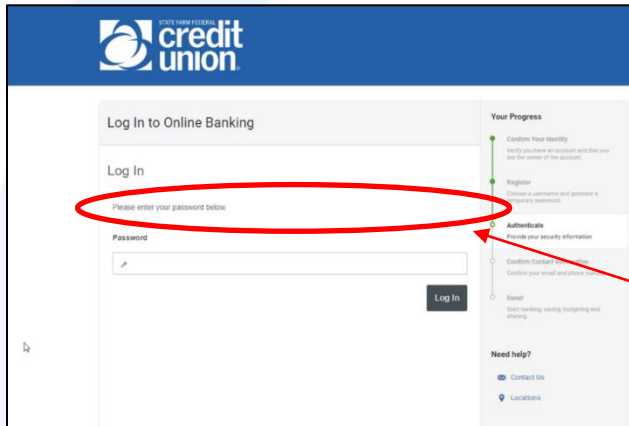 STATE FARM FEDERAL
credit
union
Log In to Online Banking
Log In
Please enter your password below.
Password
Log In
Your Progress
Confirm Your Identity
Verify you have an account and that you
are the owner of the account.
Register
Choose a username and generate a
temporary password.
Authenticate
Provide your security information
Confirm Contact
Confirm your email and phone
Done!
Start banking, saving, budgeting and
sharing.
Need help?
Contact Us
Locations